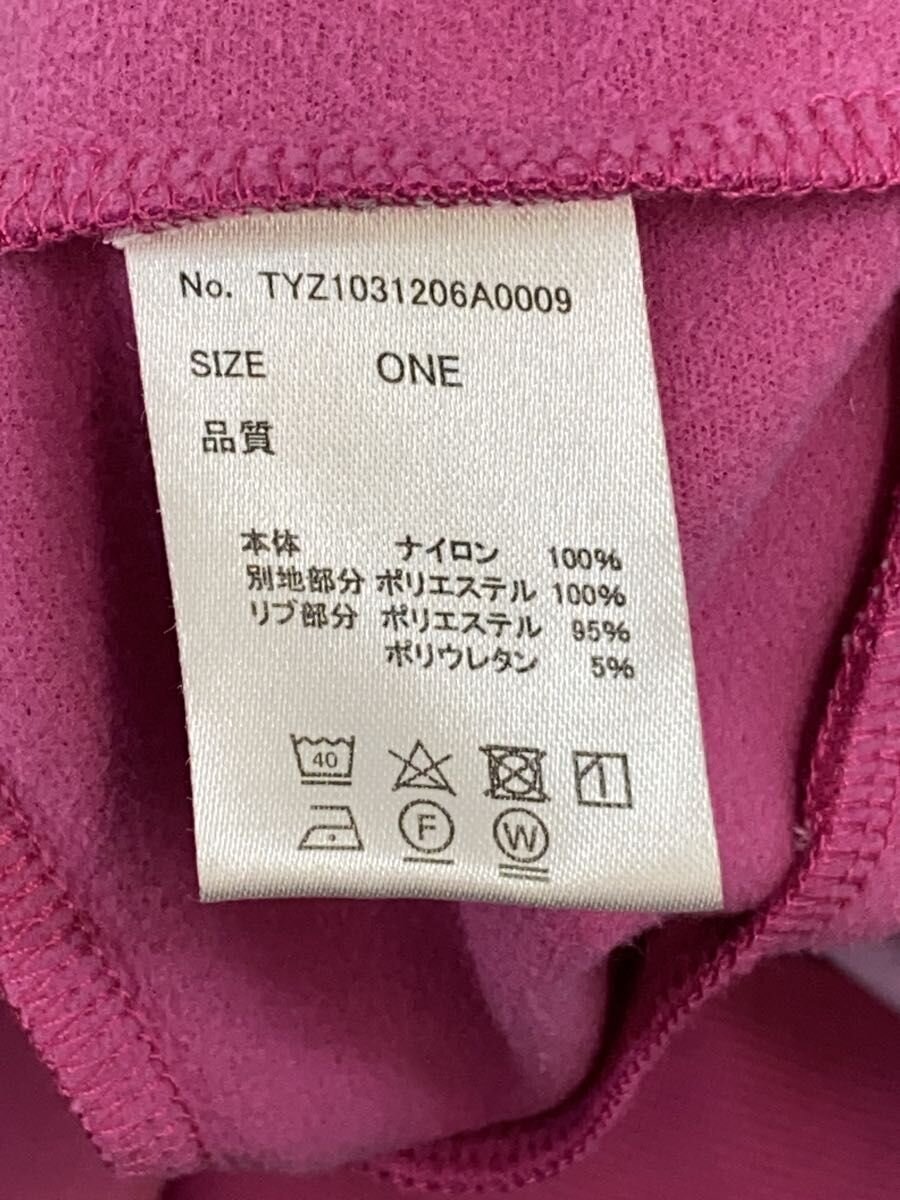 No. TYZ1031206A0009
SIZE ONE
品質
本体 ナイロン 100%
別地部分 ポリエステル 100%
リブ部分 ポリエステル 95%
ポリウレタン 5%
40
F W